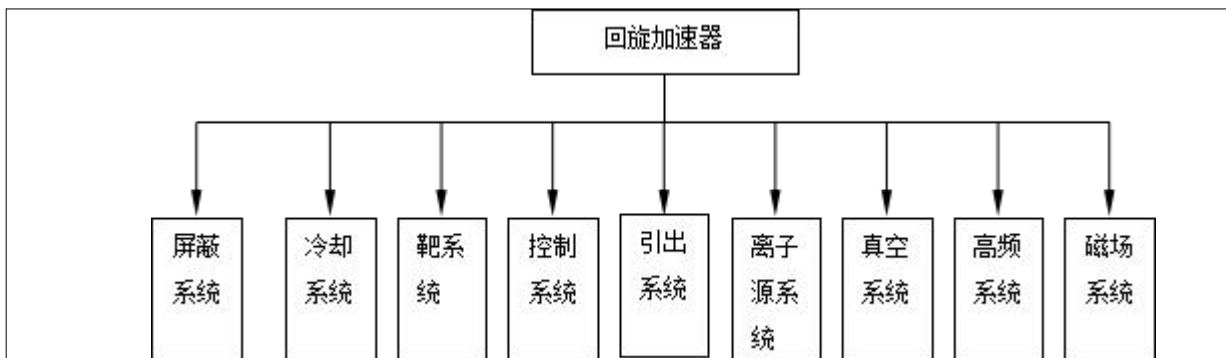 回旋加速器
屏蔽
系统
冷却
系统
靶系
统
控制
系统
引出
系统
离子
源系
统
真空
系统
高频
系统
磁场
系统